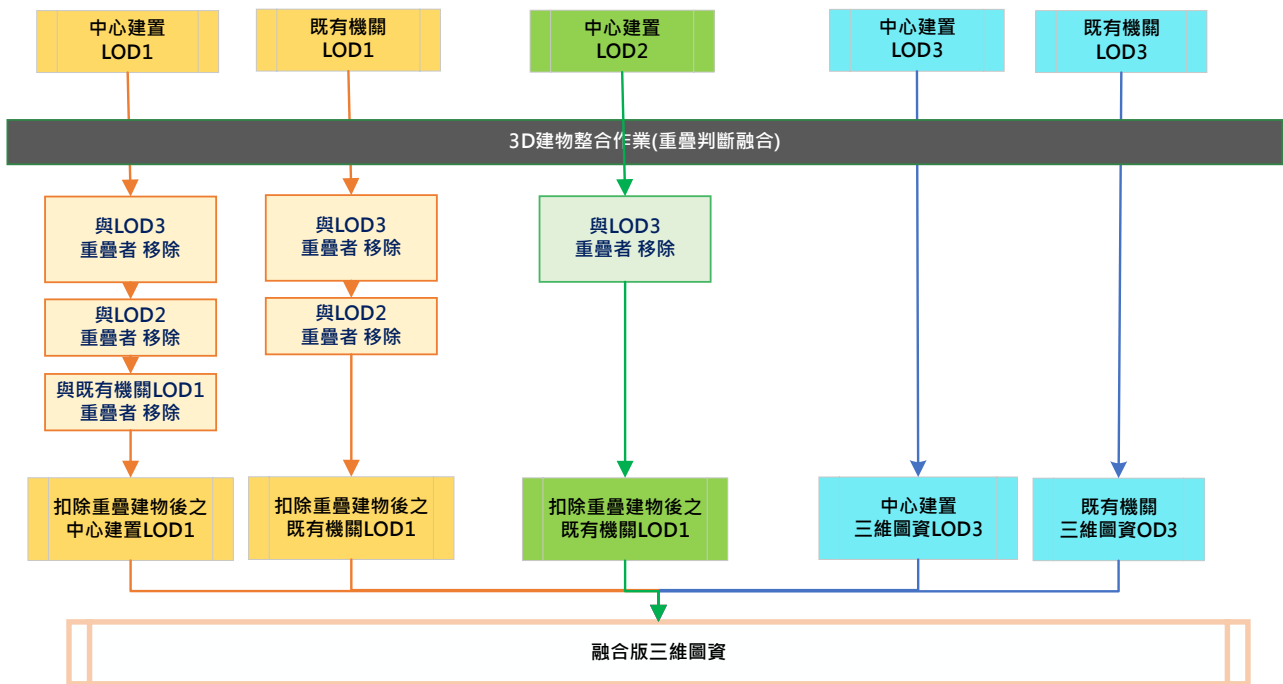 中心建置
LOD1
既有機關
LOD1
中心建置
LOD2
中心建置
LOD3
既有機關
LOD3
3D建物整合作業(重疊判斷融合)
與LOD3
重疊者 移除
與LOD3
重疊者 移除
與LOD3
重疊者 移除
與LOD2
重疊者 移除
與LOD2
重疊者 移除
與既有機關LOD1
重疊者 移除
扣除重疊建物後之
中心建置LOD1
扣除重疊建物後之
既有機關LOD1
扣除重疊建物後之
既有機關LOD1
中心建置
三維圖資LOD3
既有機關
三維圖資OD3
融合版三維圖資